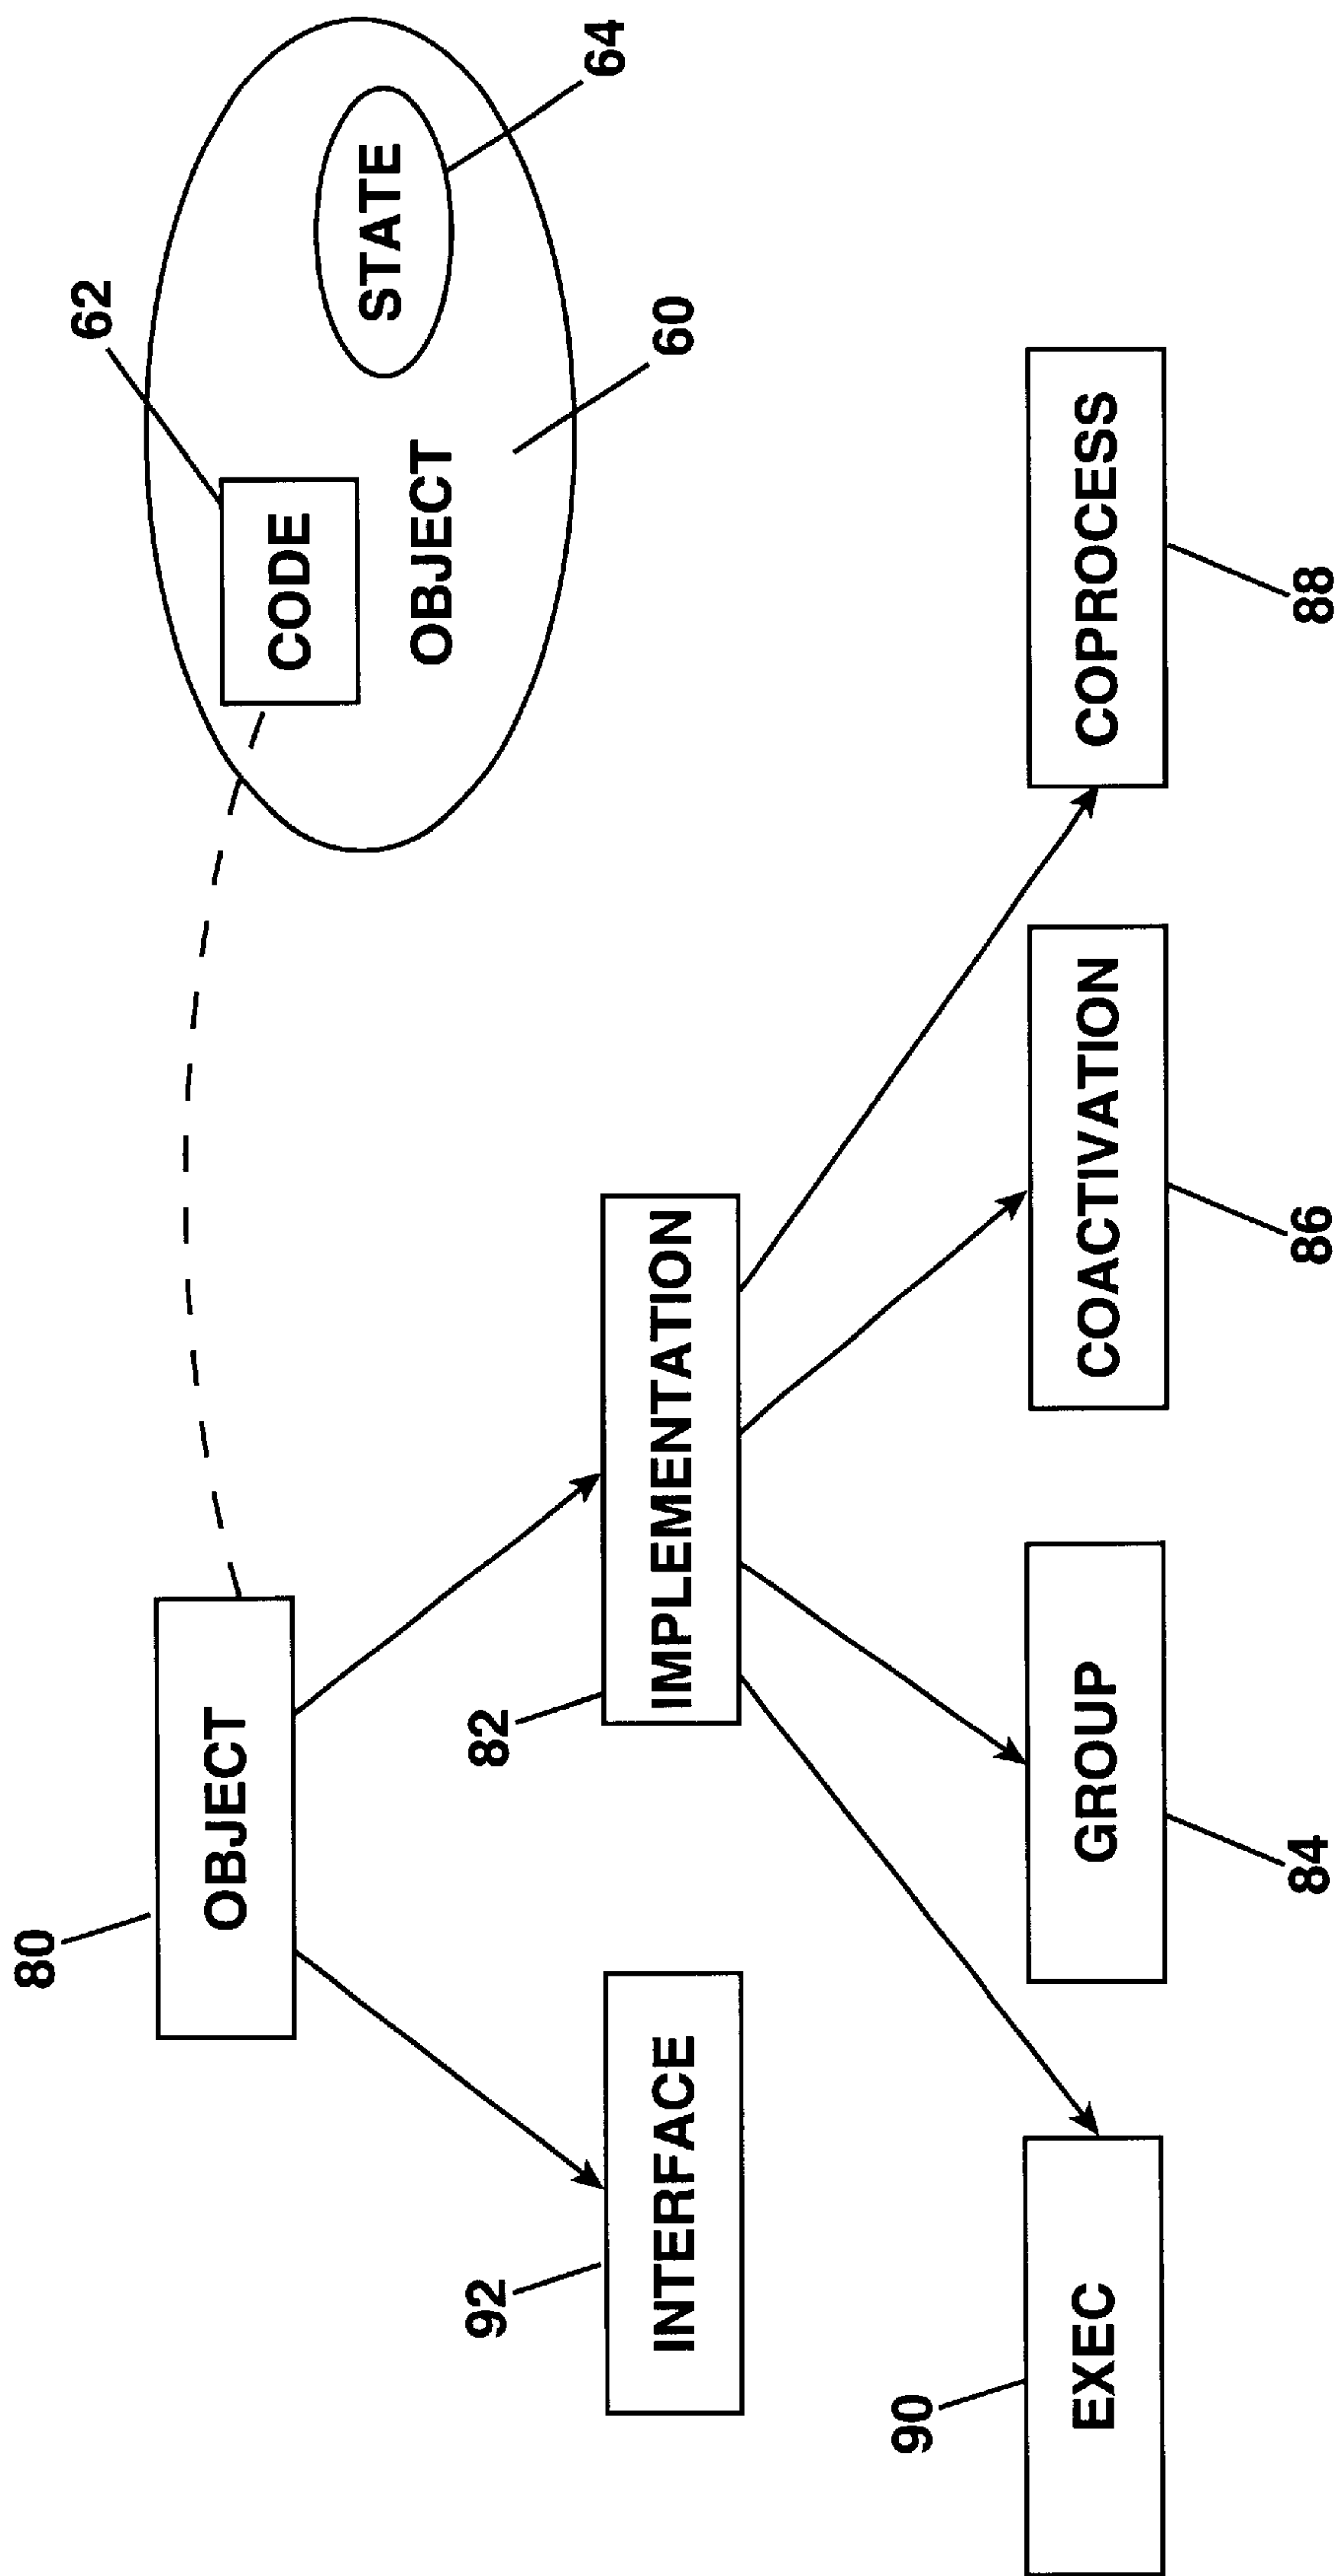 62
CODE
STATE
OBJECT
60
64
80
OBJECT
92
INTERFACE
82
IMPLEMENTATION
90
EXEC
GROUP
84
COACTIVATION
86
COPROCESS
88